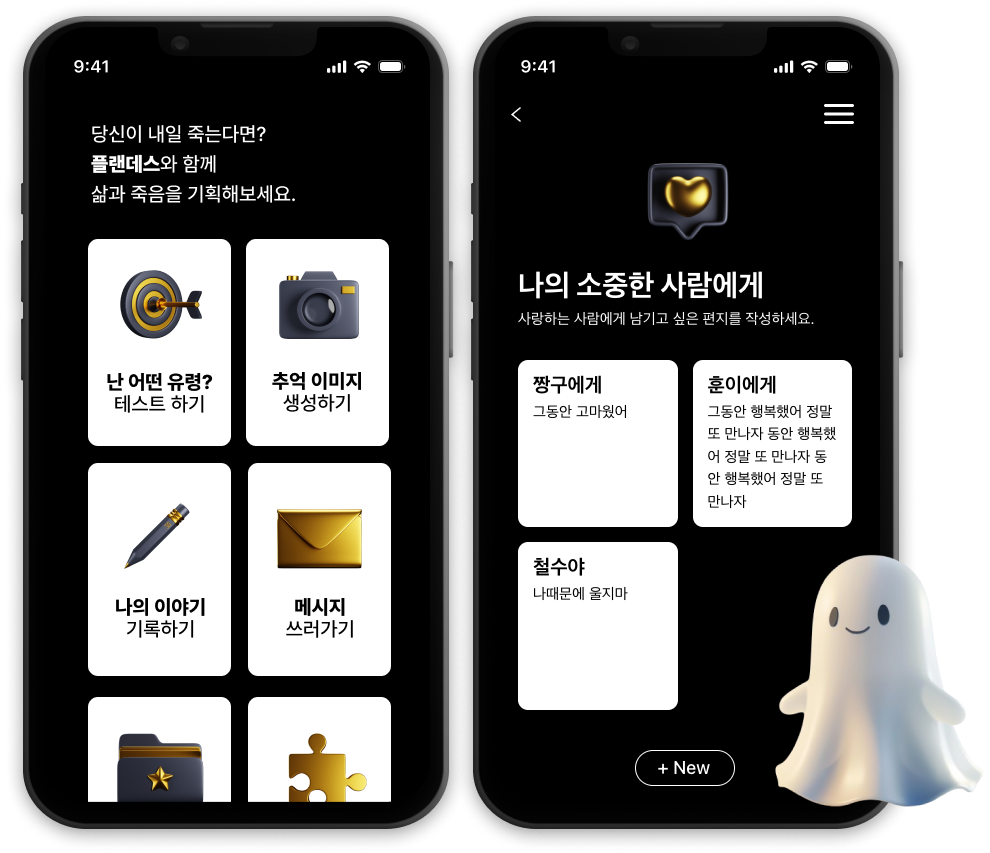 9:41
당신이 내일 죽는다면?
플랜데스와 함께
삶과 죽음을 기획해보세요.
난 어떤 유령?
테스트 하기
추억 이미지
생성하기
나의 이야기
기록하기
메시지
쓰러가기
9:41
나의 소중한 사람에게
사랑하는 사람에게 남기고 싶은 편지를 작성하세요.
짱구에게
그동안 고마웠어
훈이에게
그동안 행복했어 정말
또 만나자 동안 행복했
어 정말 또 만나자 동
안 행복했어 정말 또
만나자
철수야
나때문에 울지마
+ New